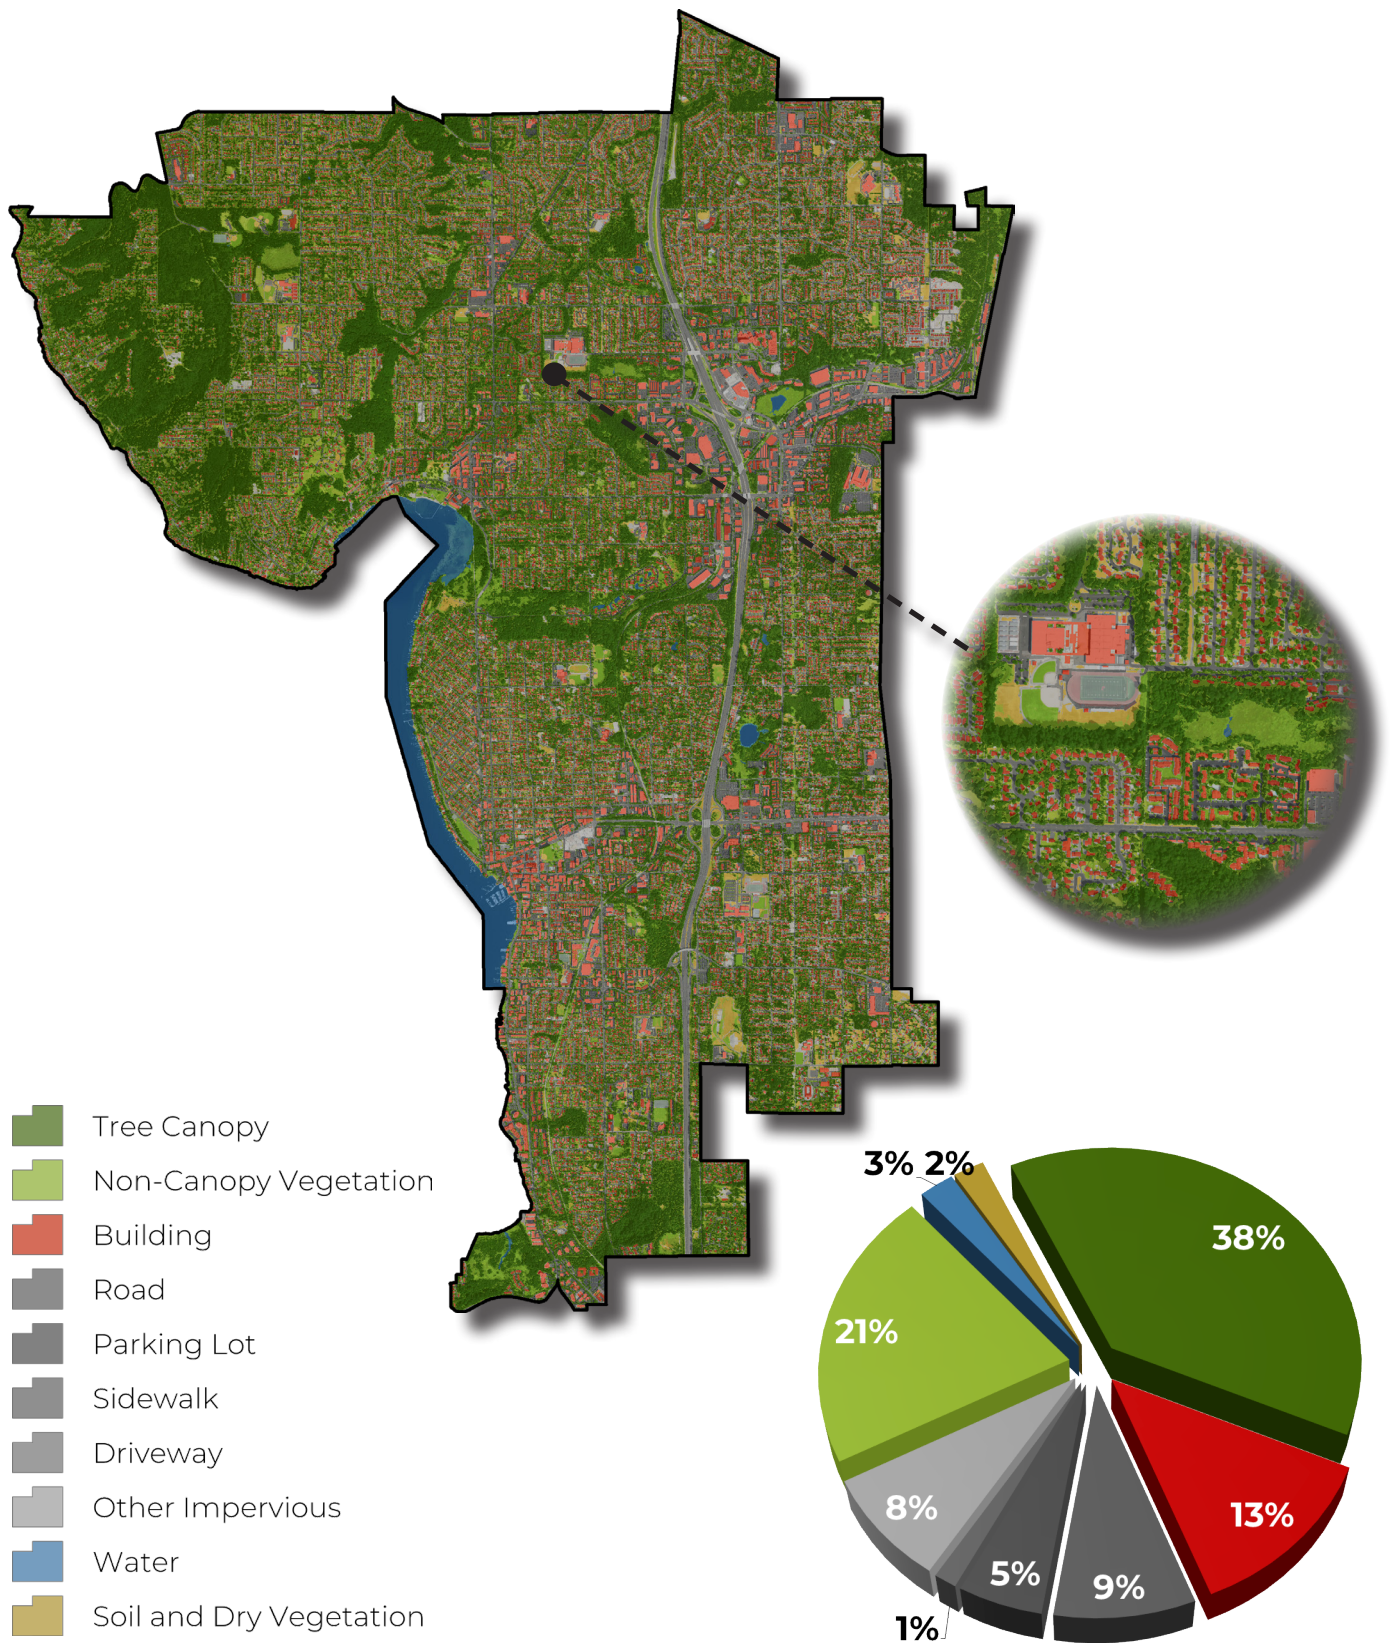 Tree Canopy
Non-Canopy Vegetation
Building
Road
Parking Lot
Sidewalk
Driveway
Other Impervious
Water
Soil and Dry Vegetation
3% 2%
38%
21%
13%
8%
5%
9%
1%